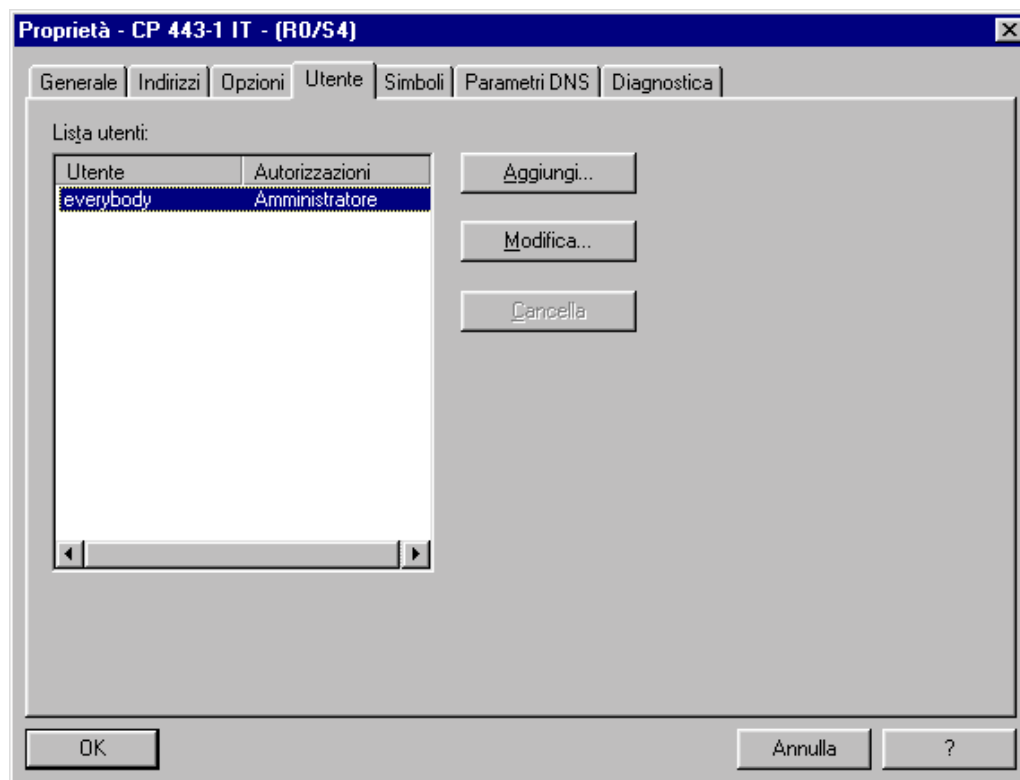 Proprietà - CP 443-1 IT - (R0/S4)
Generale Indirizzi Opzioni Utente Simboli Parametri DNS Diagnostica
Lista utenti:
Utente Autorizzazioni
everybody Amministratore
Aggiungi...
Modifica...
Cancella
OK Annulla ?